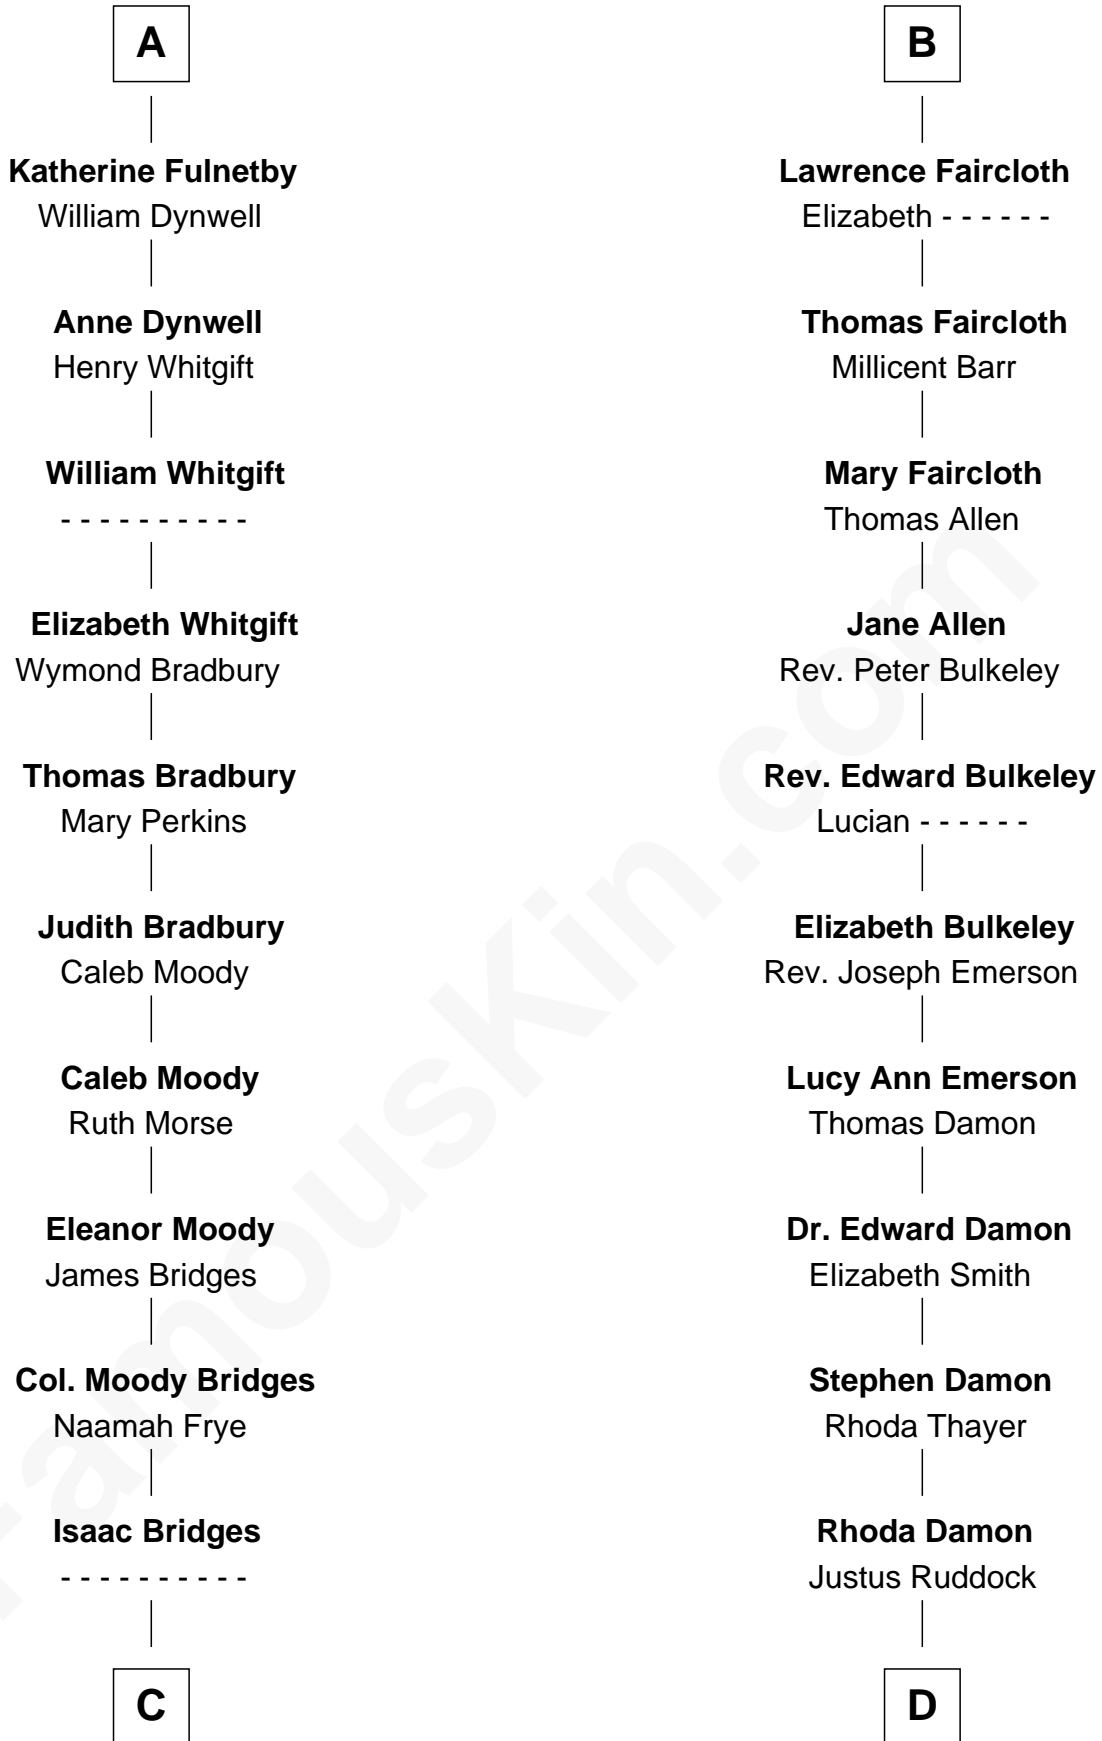 A
Katherine Fulnetby
William Dynwell
Anne Dynwell
Henry Whitgift
William Whitgift
- - - - - - - - - -
Elizabeth Whitgift
Wymond Bradbury
Thomas Bradbury
Mary Perkins
Judith Bradbury
Caleb Moody
Caleb Moody
Ruth Morse
Eleanor Moody
James Bridges
Col. Moody Bridges
Naamah Frye
Isaac Bridges
- - - - - - - - - -
C
B
Lawrence Faircloth
Elizabeth - - - - - -
Thomas Faircloth
Millicent Barr
Mary Faircloth
Thomas Allen
Jane Allen
Rev. Peter Bulkeley
Rev. Edward Bulkeley
Lucian - - - - - -
Elizabeth Bulkeley
Rev. Joseph Emerson
Lucy Ann Emerson
Thomas Damon
Dr. Edward Damon
Elizabeth Smith
Stephen Damon
Rhoda Thayer
Rhoda Damon
Justus Ruddock
D
FamousKin.com